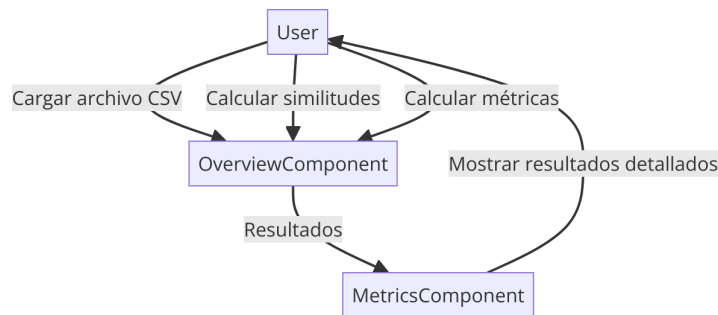 User
Cargar archivo CSV
Calcular similitudes
Calcular métricas
OverviewComponent
Mostrar resultados detallados
Resultados
MetricsComponent